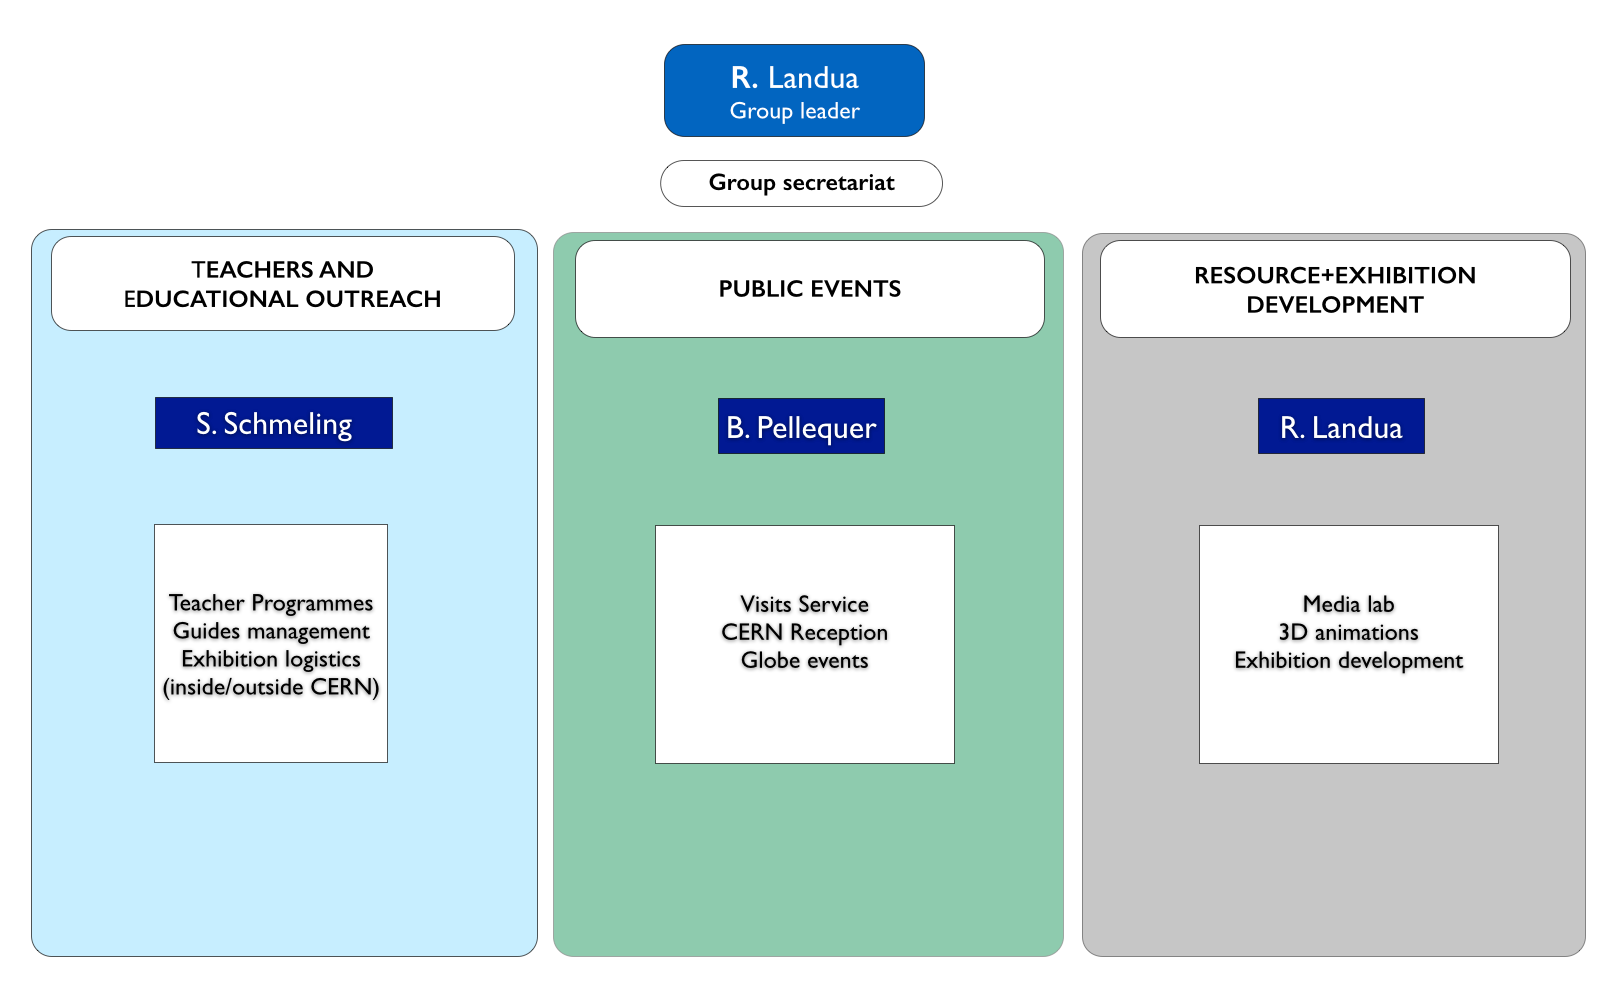 R. Landua
Group leader
Group secretariat
TEACHERS AND
EDUCATIONAL OUTREACH
S. Schmeling
Teacher Programmes
Guides management
Exhibition logistics
(inside/outside CERN)
PUBLIC EVENTS
B. Pellequer
Visits Service
CERN Reception
Globe events
RESOURCE+EXHIBITION
DEVELOPMENT
R. Landua
Media lab
3D animations
Exhibition development